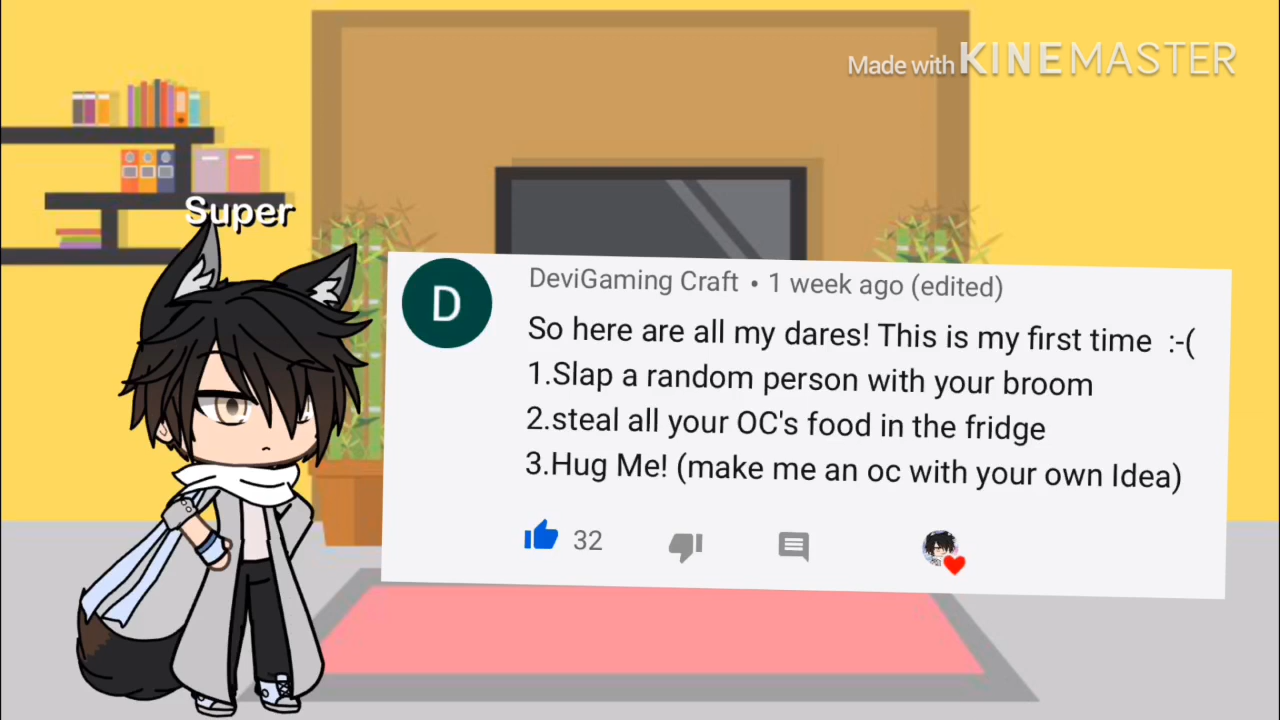 Made with KINEMASTER
Super
D
DeviGaming Craft • 1 week ago (edited)
So here are all my dares! This is my first time :-(
1.Slap a random person with your broom
2.steal all your OC's food in the fridge
3.Hug Me! (make me an oc with your own Idea)
32